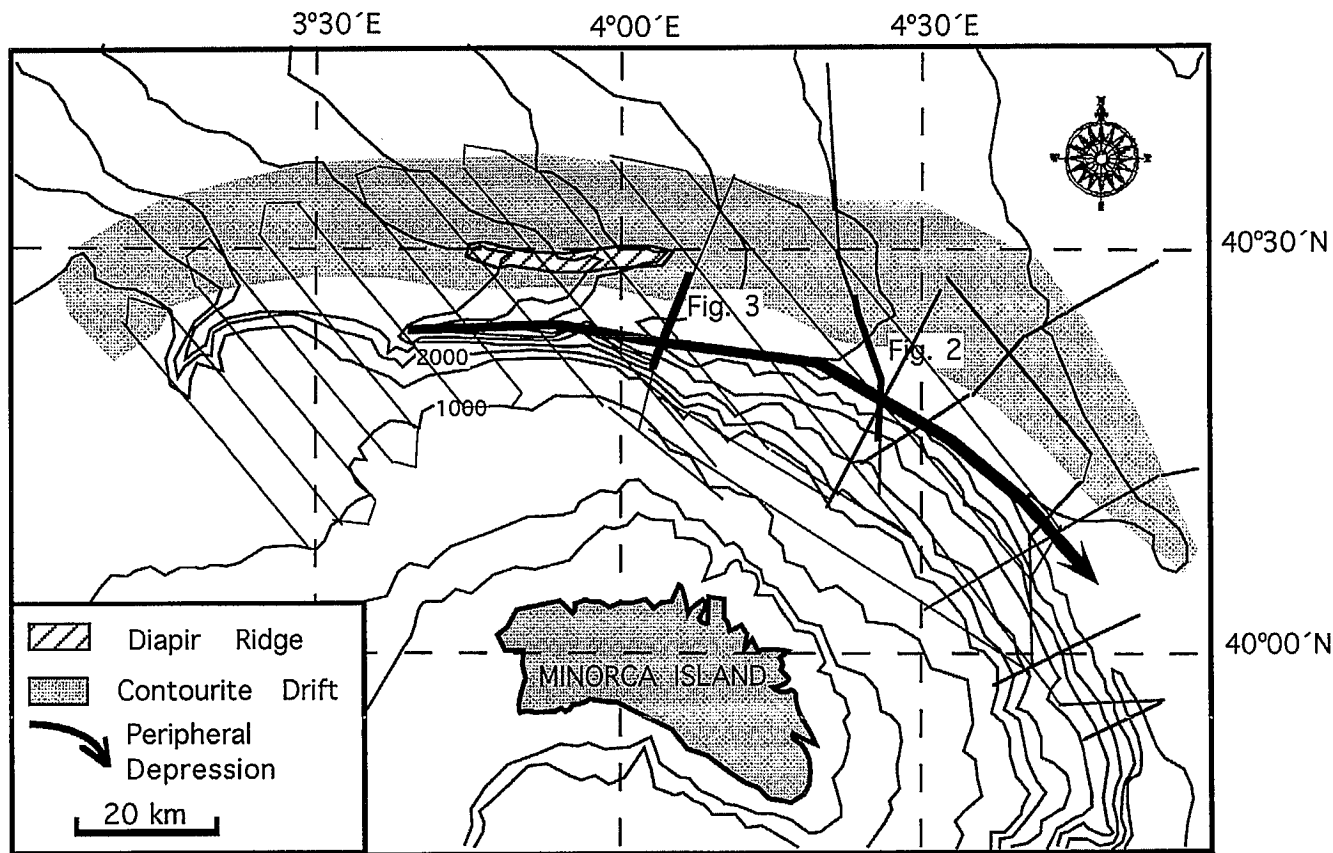 3°30´E
4°00´E
4°30´E
40°30´N
Fig. 3
Fig. 2
2000
1000
40°00´N
MINORCA ISLAND
Diapir Ridge
Contourite Drift
Peripheral
Depression
20 km